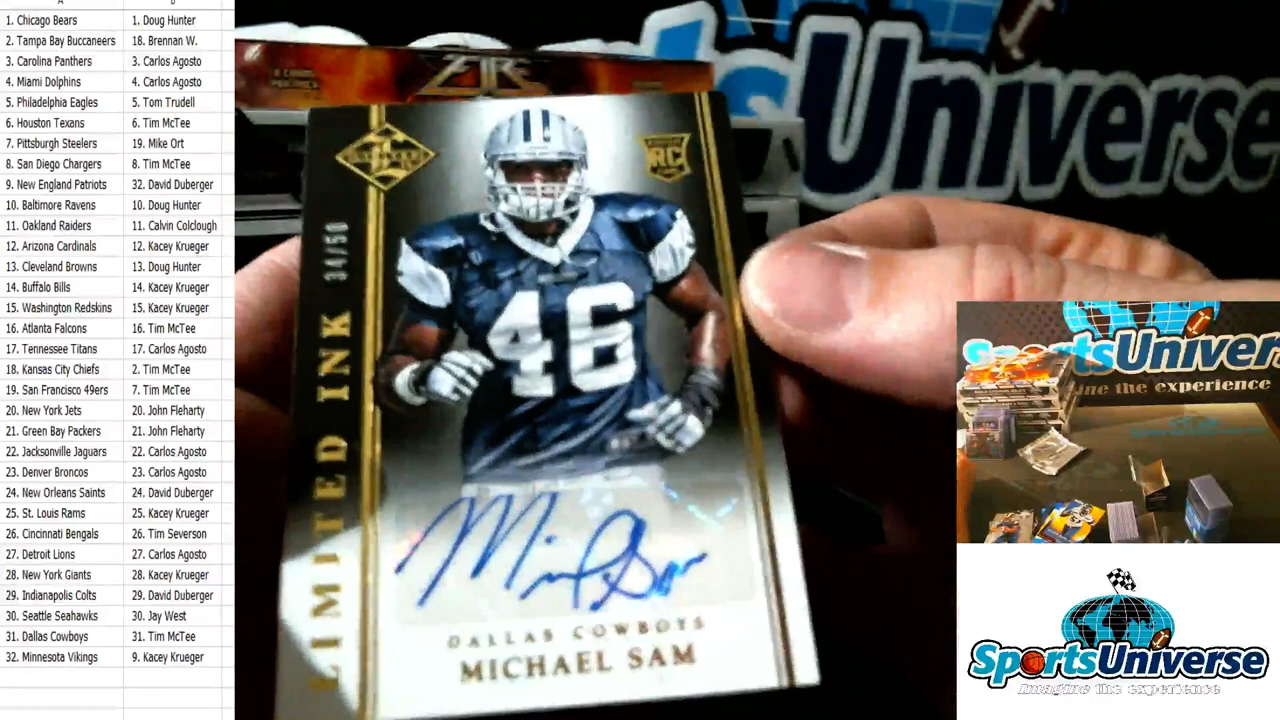 A
B
1. Chicago Bears 1. Doug Hunter
2. Tampa Bay Buccaneers 18. Brennan W.
3. Carolina Panthers 3. Carlos Agosto
4. Miami Dolphins 4. Carlos Agosto
5. Philadelphia Eagles 5. Tom Trudell
6. Houston Texans 6. Tim McTee
7. Pittsburgh Steelers 19. Mike Ort
8. San Diego Chargers 8. Tim McTee
9. New England Patriots 32. David Duberger
10. Baltimore Ravens 10. Doug Hunter
11. Oakland Raiders 11. Calvin Colclough
12. Arizona Cardinals 12. Kacey Krueger
13. Cleveland Browns 13. Doug Hunter
14. Buffalo Bills 14. Kacey Krueger
15. Washington Redskins 15. Kacey Krueger
16. Atlanta Falcons 16. Tim McTee
17. Tennessee Titans 17. Carlos Agosto
18. Kansas City Chiefs 2. Tim McTee
19. San Francisco 49ers 7. Tim McTee
20. New York Jets 20. John Fleharty
21. Green Bay Packers 21. John Fleharty
22. Jacksonville Jaguars 22. Carlos Agosto
23. Denver Broncos 23. Carlos Agosto
24. New Orleans Saints 24. David Duberger
25. St. Louis Rams 25. Kacey Krueger
26. Cincinnati Bengals 26. Tim Severson
27. Detroit Lions 27. Carlos Agosto
28. New York Giants 28. Kacey Krueger
29. Indianapolis Colts 29. David Duberger
30. Seattle Seahawks 30. Jay West
31. Dallas Cowboys 31. Tim McTee
32. Minnesota Vikings 9. Kacey Krueger
FIRE
s Universe
LIMITED
RC
34/50
LIMITED INK
46
DALLAS COWBOYS
MICHAEL SAM
rtsUniver
ine the experience
SportsUniverse
Imagine the experience